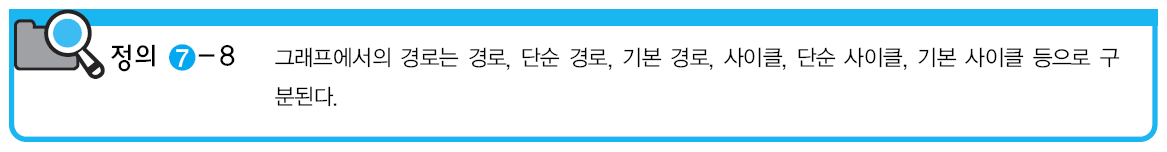 정의 7-8 그래프에서의 경로는 경로, 단순 경로, 기본 경로, 사이클, 단순 사이클, 기본 사이클 등으로 구
분된다.